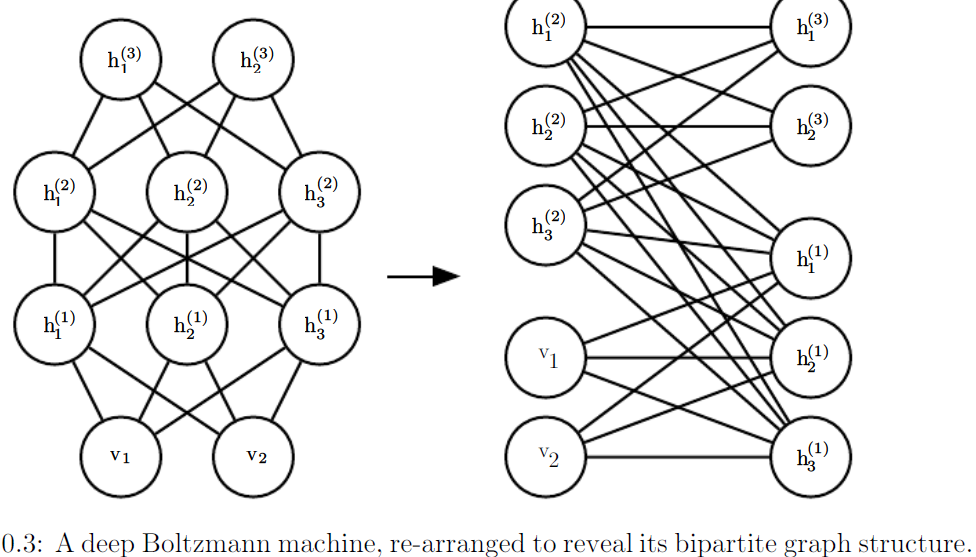 h₁⁽³⁾ h₂⁽³⁾
h₁⁽²⁾ h₂⁽²⁾ h₃⁽²⁾
h₁⁽¹⁾ h₂⁽¹⁾ h₃⁽¹⁾
v₁ v₂
h₁⁽²⁾ h₁⁽³⁾
h₂⁽²⁾ h₂⁽³⁾
h₃⁽²⁾ h₁⁽¹⁾
v₁ h₂⁽¹⁾
v₂ h₃⁽¹⁾
0.3: A deep Boltzmann machine, re-arranged to reveal its bipartite graph structure.